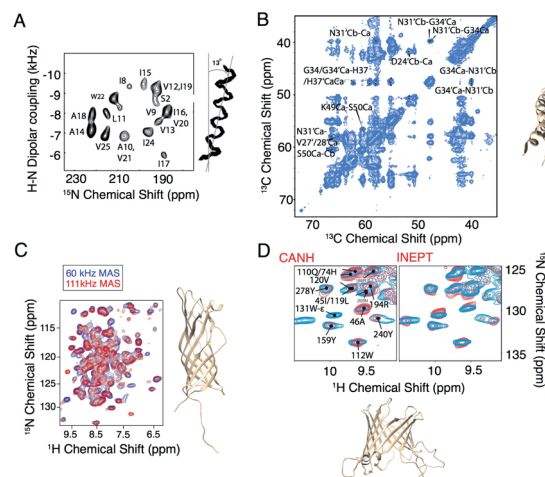 A
H-N Dipolar coupling (kHz)
-10
-9
-8
-7
-6
I15
I8
V12,I19
W22
S2
A18
L11
V9
I16,
V20
A14
V13
V25
A10,
V21
I24
I17
230
210
190
15N Chemical Shift (ppm)
13°
B
13C Chemical Shift (ppm)
40
50
60
70
N31'Cb-G34'Ca
N31'Cb-G34Ca
N31'Cb-Ca
D24'Cb-Ca
G34/G34'Ca-H37
/H37'CaCa
G34Ca-N31'Cb
G34'Ca-N31'Cb
K49Ca-S50Ca
N31'Ca-
V27'/28'Ca
S50Ca-Cb
70
60
50
40
13C Chemical Shift (ppm)
C
60 kHz MAS
111kHz MAS
15N Chemical Shift (ppm)
115
120
125
130
9.5
8.5
7.5
6.5
1H Chemical Shift (ppm)
D
CANH
INEPT
110Q/74H
120V
278Y
45I/119L
131W-ε
194R
46A
159Y
240Y
112W
10
9.5
10
9.5
1H Chemical Shift (ppm)
125
130
135
15N Chemical Shift (ppm)